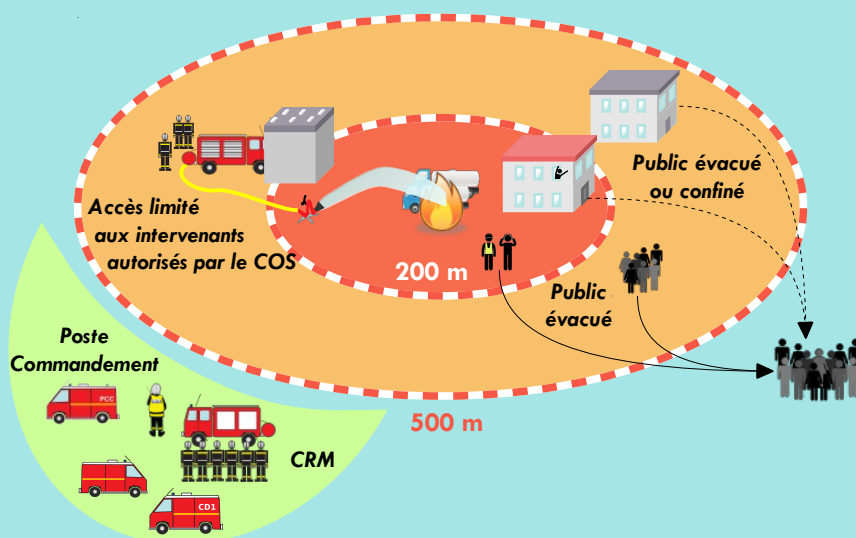 Accès limité
aux intervenants
autorisés par le COS
Public évacué
ou confiné
200 m
Public
évacué
500 m
Poste
Commandement
PCC
CRM
CD1